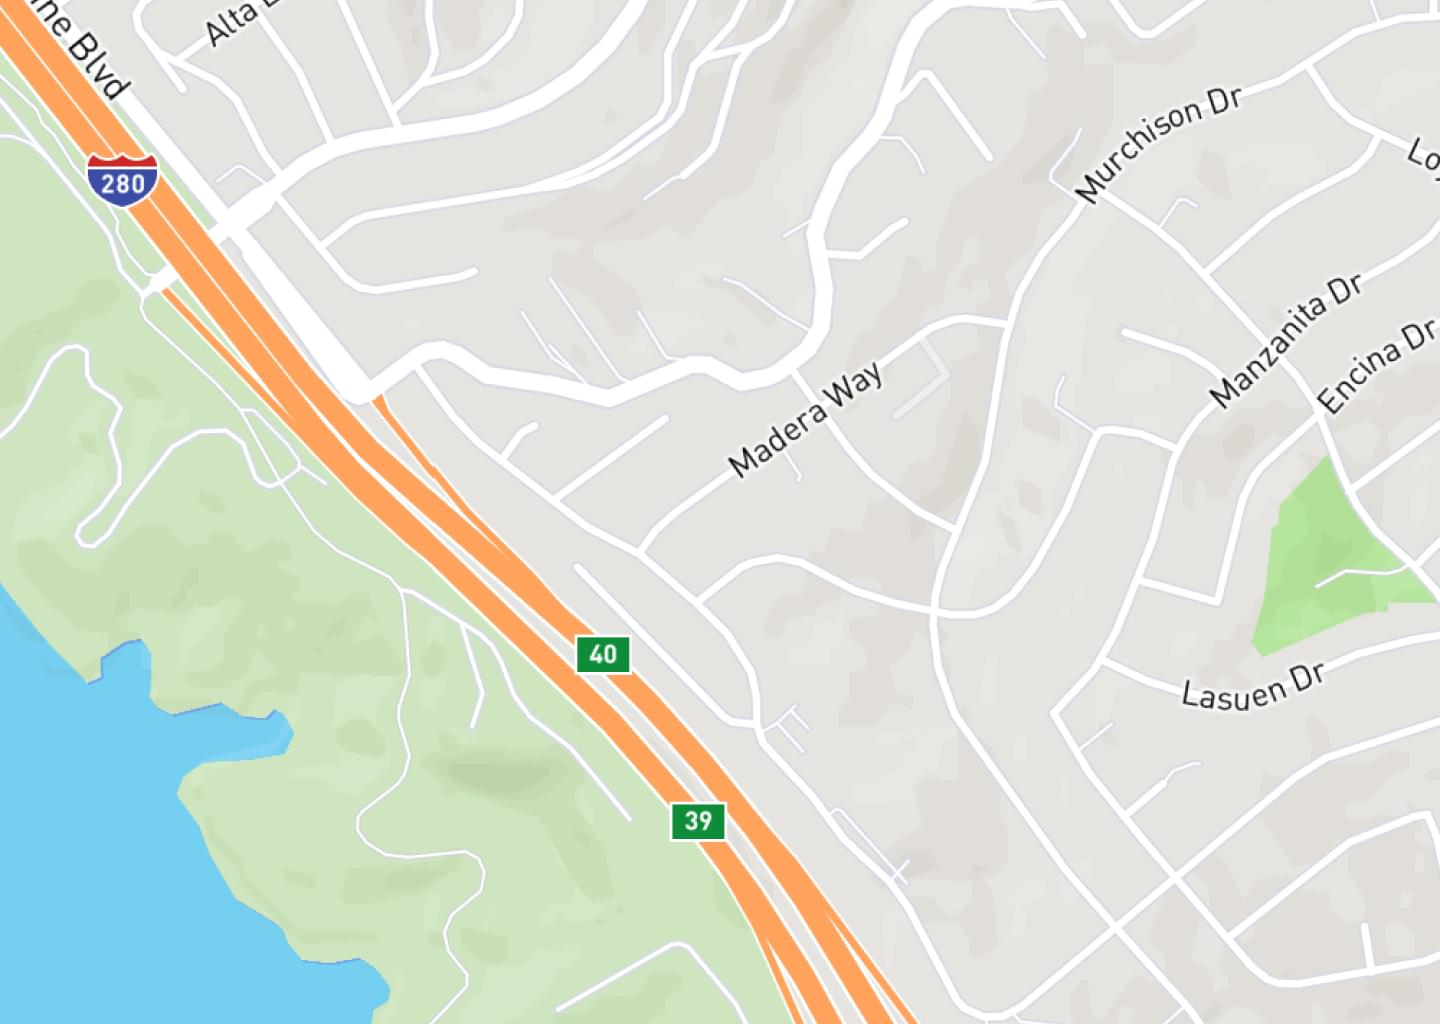 Blvd
Alta
280
Murchison Dr
Manzanita Dr
Encina Dr
Madera Way
40
Lasuen Dr
39